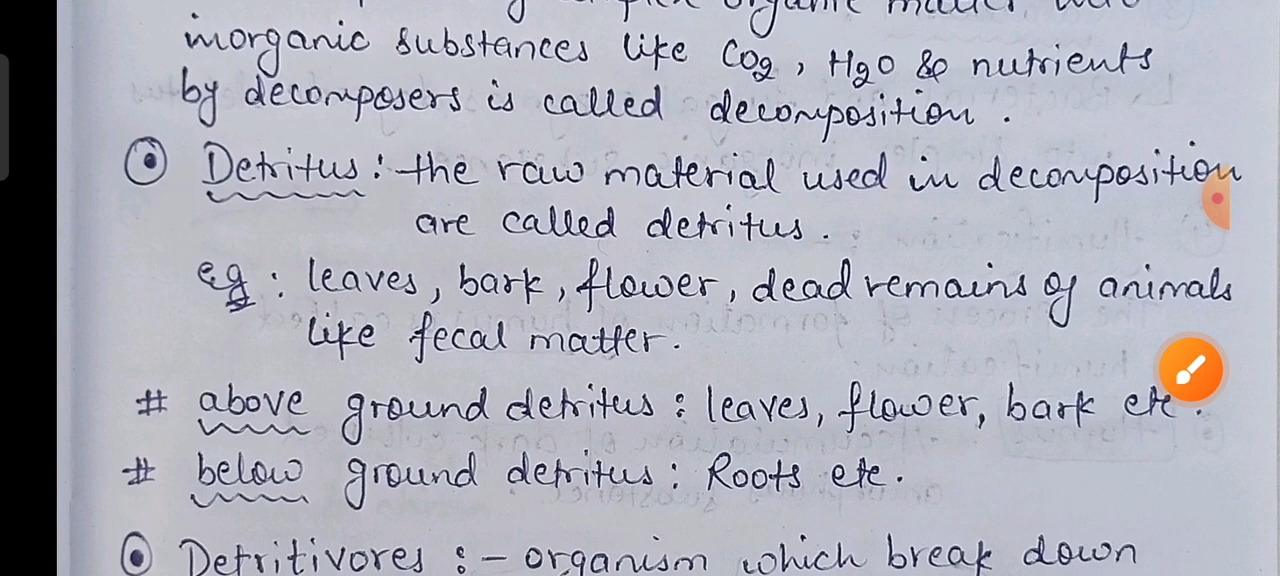 organic matter
inorganic substances like CO2, H2O & nutrients
by decomposers is called decomposition.
Detritus: the raw material used in decomposition
are called detritus.
eg: leaves, bark, flower, dead remains of animals
like fecal matter.
# above ground detritus: leaves, flower, bark etc.
# below ground detritus: Roots etc.
Detritivores :- organism which break down